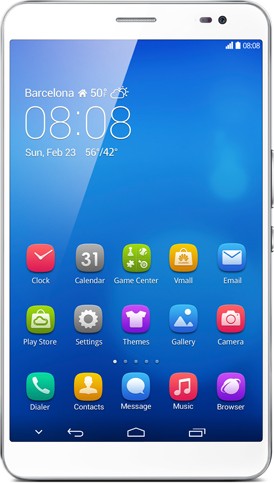 08:08
Barcelona 50°
08:08
Sun, Feb 23 56°/42°
Clock 31 Calendar Game Center Vmall Email
Play Store Settings Themes Gallery Camera
Dialer Contacts Message Music Browser